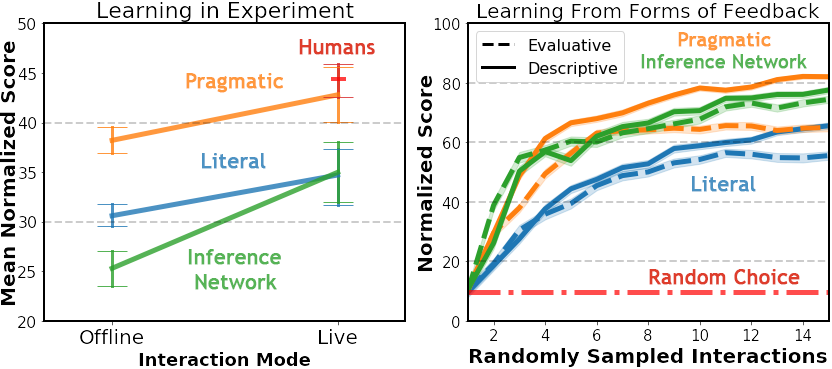 Learning in Experiment
Mean Normalized Score
50
45
40
35
30
25
20
Humans
Pragmatic
Literal
Inference
Network
Offline
Live
Interaction Mode
Learning From Forms of Feedback
Normalized Score
100
80
60
40
20
0
Evaluative
Descriptive
Pragmatic
Inference Network
Literal
Random Choice
2 4 6 8 10 12 14
Randomly Sampled Interactions